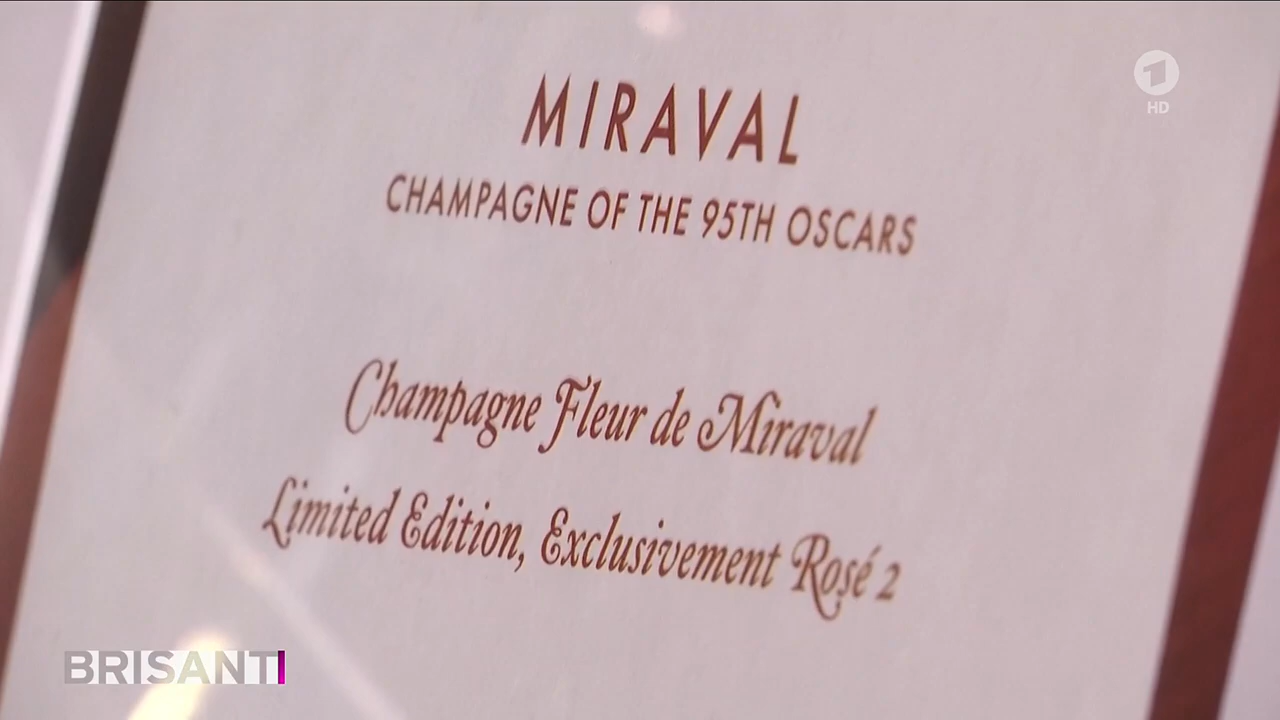 MIRAVAL
CHAMPAGNE OF THE 95TH OSCARS
Champagne Fleur de Miraval
Limited Edition, Exclusivement Rosé 2
1
HD
BRISANT